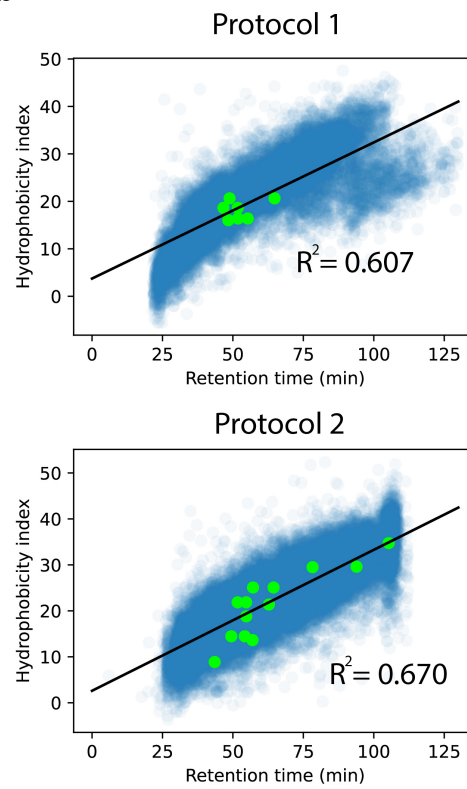 Protocol 1
50
40
30
20
10
0
Hydrophobicity index
R²= 0.607
0 25 50 75 100 125
Retention time (min)
Protocol 2
50
40
30
20
10
0
Hydrophobicity index
R²= 0.670
0 25 50 75 100 125
Retention time (min)